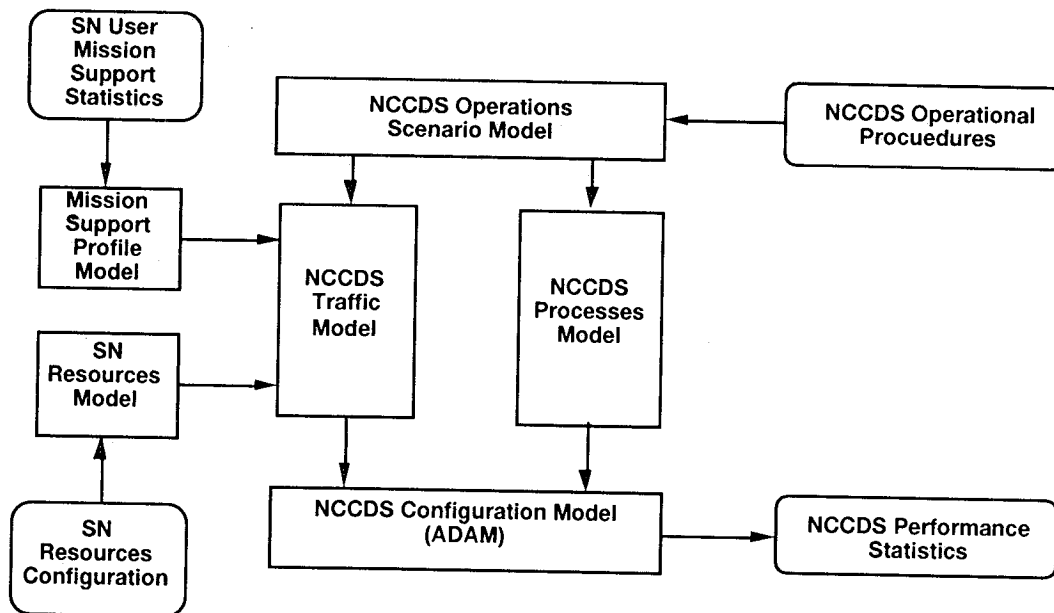 SN User
Mission
Support
Statistics
NCCDS Operations
Scenario Model
NCCDS Operational
Procuedures
Mission
Support
Profile
Model
NCCDS
Traffic
Model
NCCDS
Processes
Model
SN
Resources
Model
NCCDS Configuration Model
(ADAM)
SN
Resources
Configuration
NCCDS Performance
Statistics